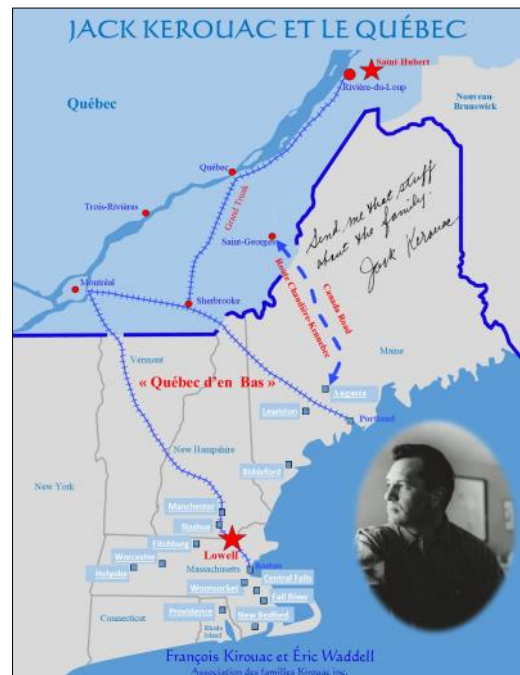 JACK KEROUAC ET LE QUÉBEC
Saint-Hubert
Rivière-du-Loup
Nouveau-
Brunswick
Québec
Québec
Grand Trunk
Trois-Rivières
Saint-Georges
Send me that stuff
about the family!
Jack Kerouac
Montréal
Sherbrooke
Route Chaudière-Kennebec
Canada Road
Vermont
Maine
« Québec d'en Bas »
Augusta
Lewiston
Portland
New Hampshire
Biddeford
New York
Manchester
Nashua
Fitchburg
Lowell
Worcester
Holyoke
Massachusetts
Boston
Central Falls
Woonsocket
Fall River
Connecticut
Providence
New Bedford
Rhode
Island
François Kirouac et Éric Waddell
Association des familles Kirouac inc.